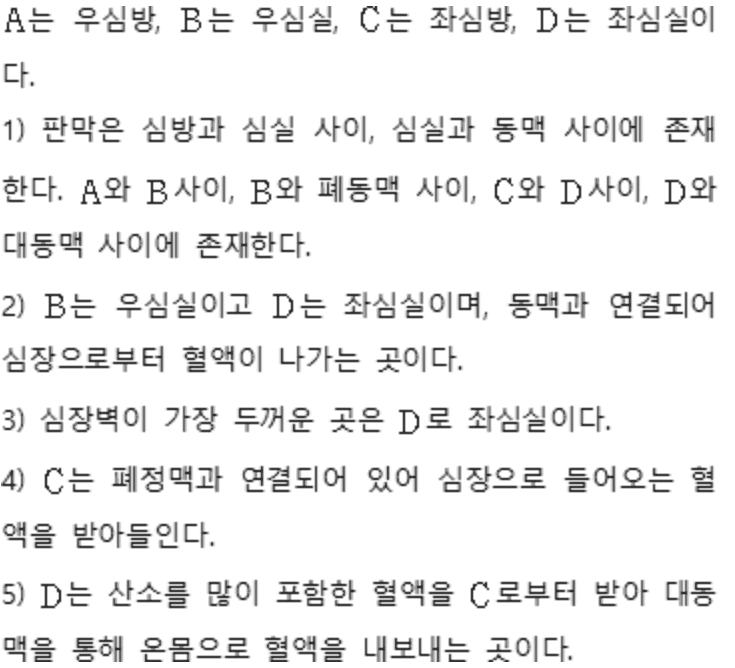 A는 우심방, B는 우심실, C는 좌심방, D는 좌심실이
다.
1) 판막은 심방과 심실 사이, 심실과 동맥 사이에 존재
한다. A와 B사이, B와 폐동맥 사이, C와 D사이, D와
대동맥 사이에 존재한다.
2) B는 우심실이고 D는 좌심실이며, 동맥과 연결되어
심장으로부터 혈액이 나가는 곳이다.
3) 심장벽이 가장 두꺼운 곳은 D로 좌심실이다.
4) C는 폐정맥과 연결되어 있어 심장으로 들어오는 혈
액을 받아들인다.
5) D는 산소를 많이 포함한 혈액을 C로부터 받아 대동
맥을 통해 온몸으로 혈액을 내보내는 곳이다.